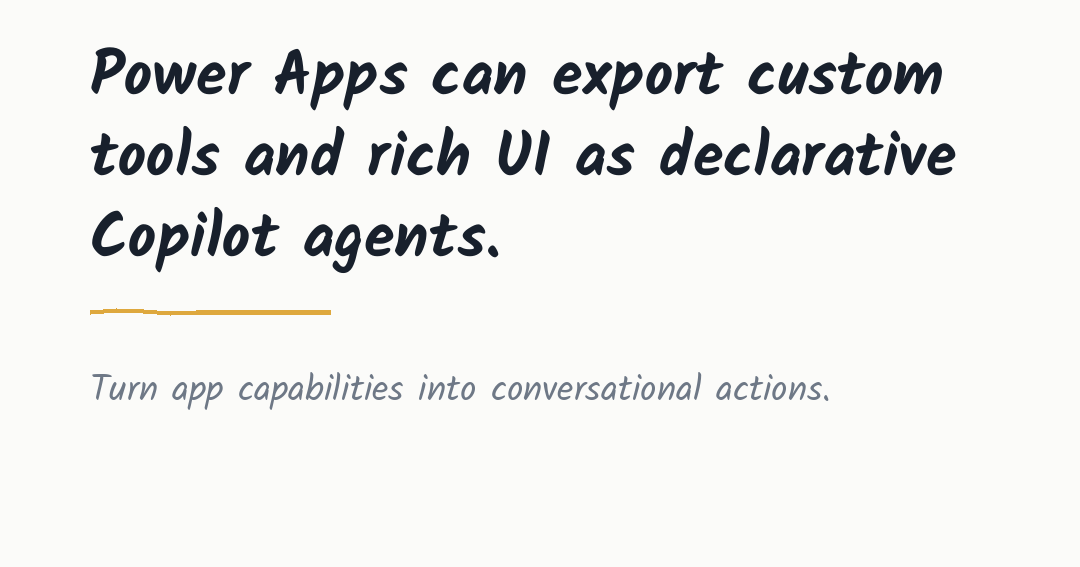 Power Apps can export custom
tools and rich UI as declarative
Copilot agents.
Turn app capabilities into conversational actions.